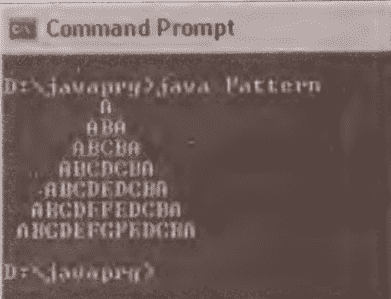 Command Prompt
D:\javaprg>java Pattern
A
ABA
ABCBA
ABCDCBA
ABCDEDCBA
ABCDEFEDCBA
ABCDEFGFEDCBA
D:\javaprg>